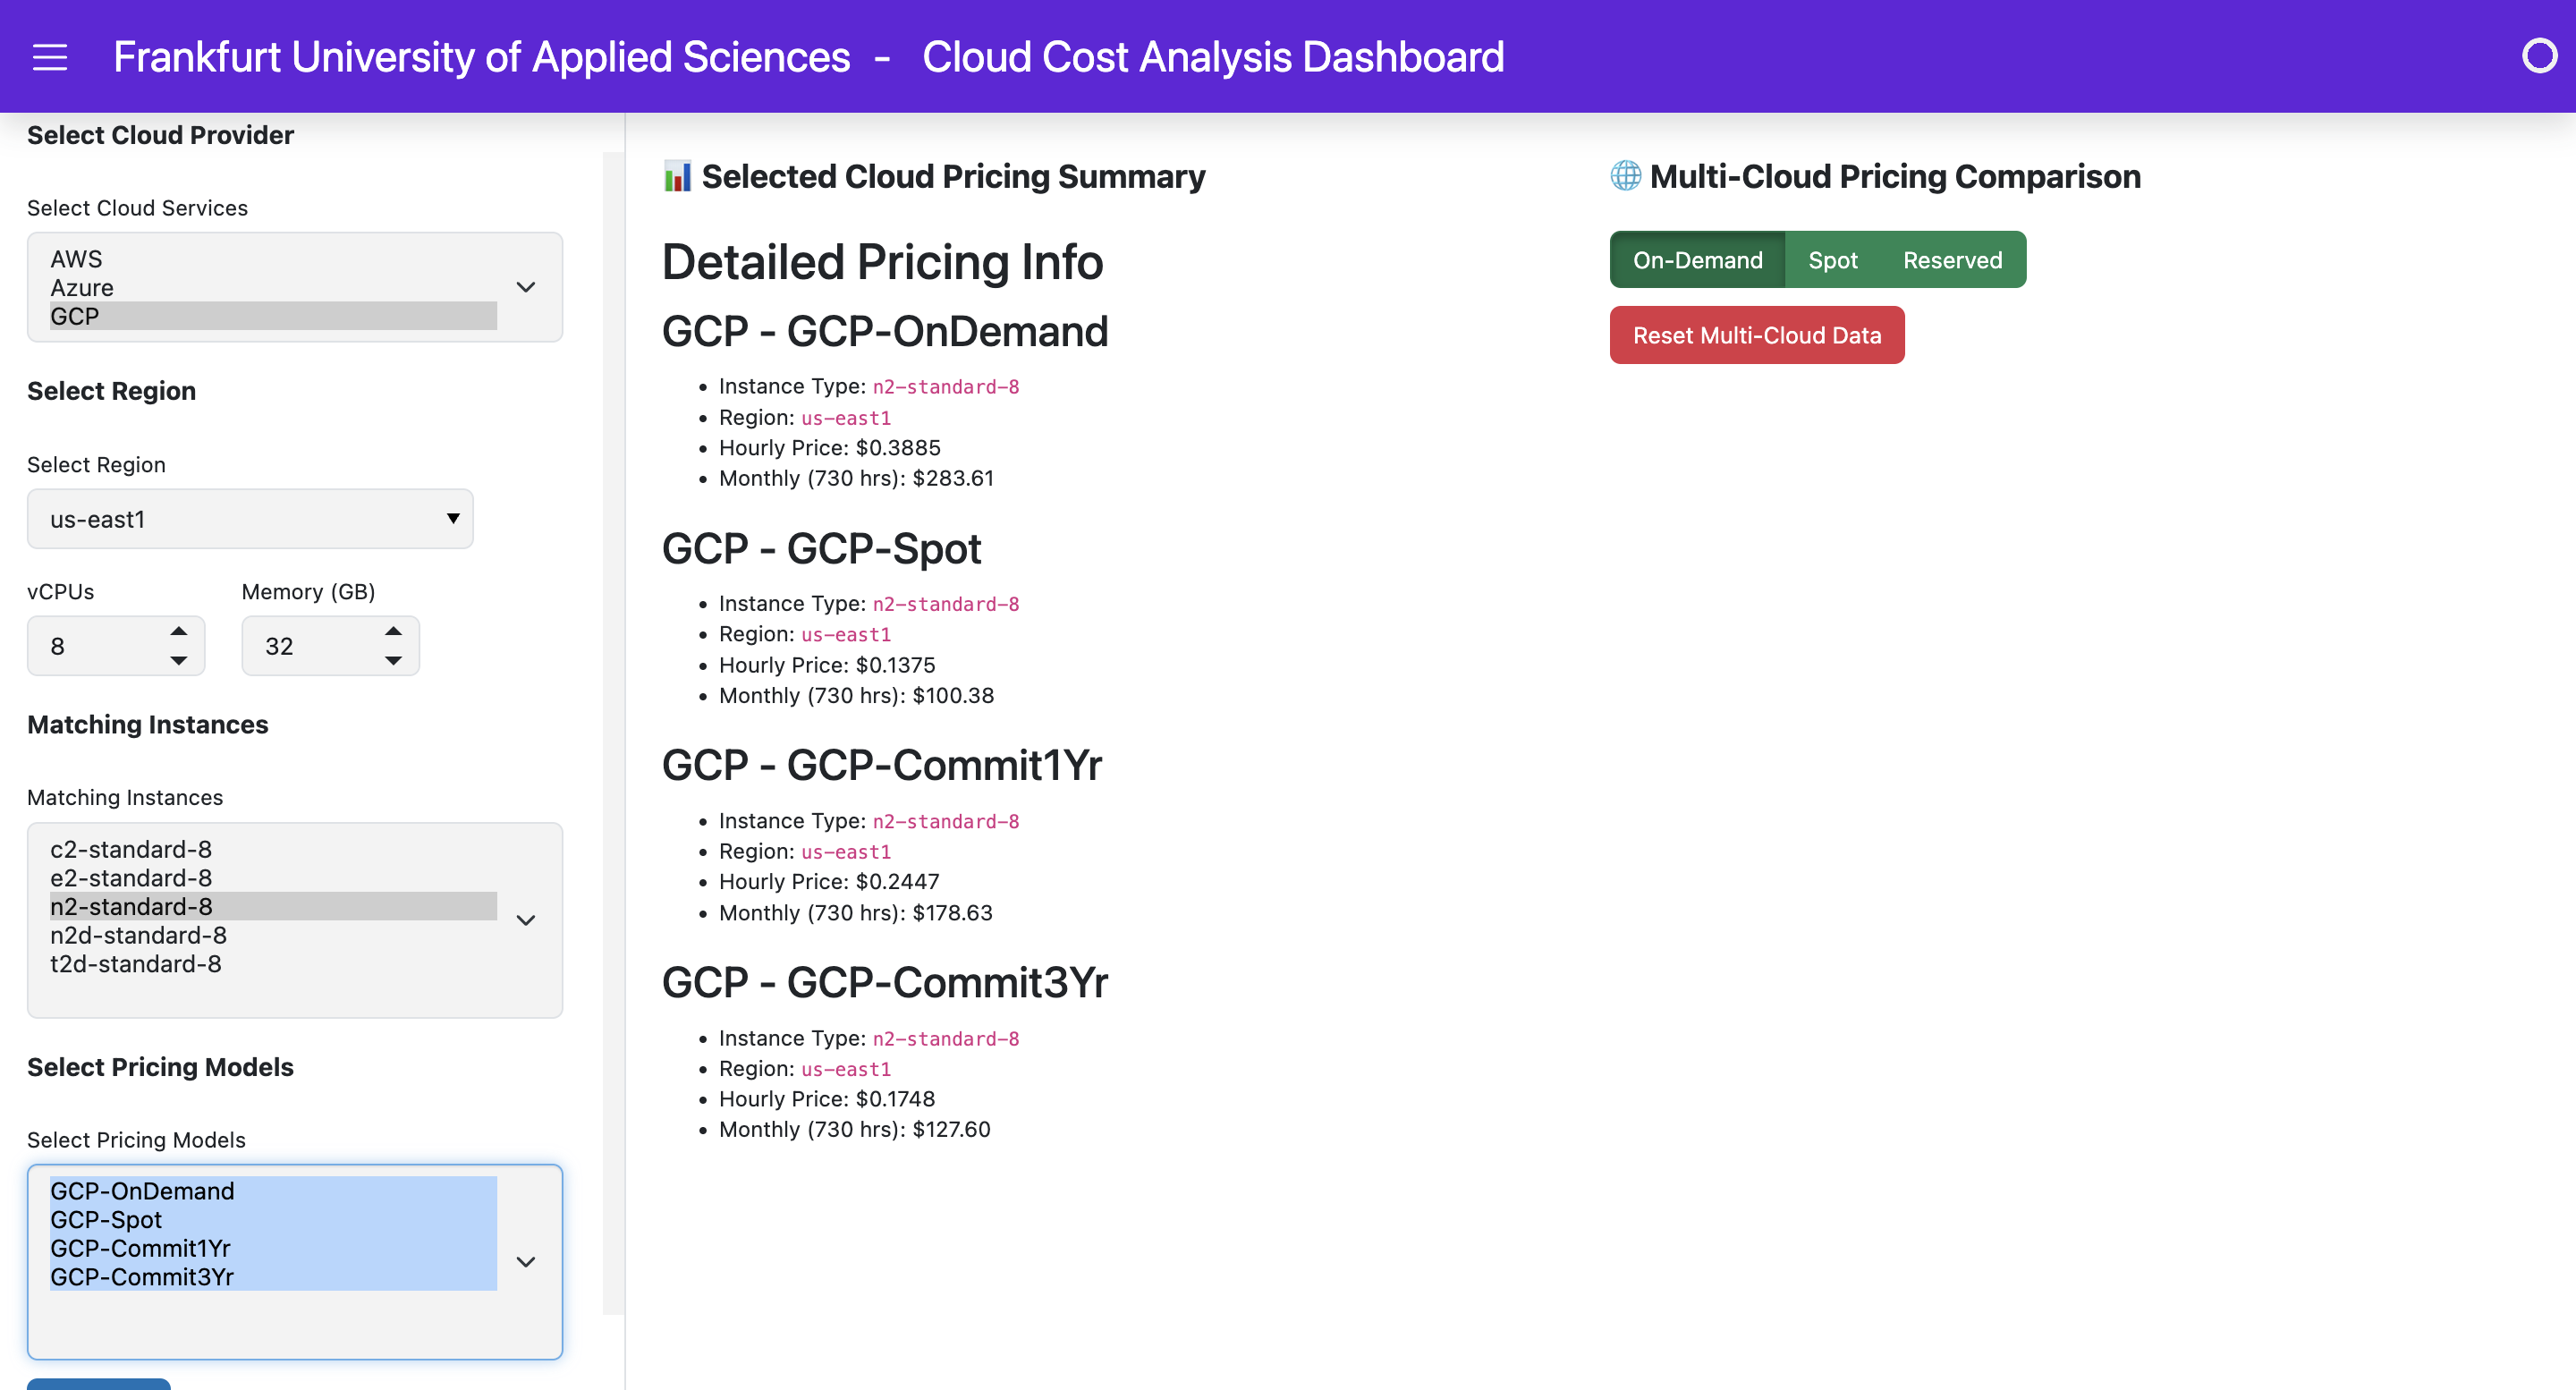 Frankfurt University of Applied Sciences - Cloud Cost Analysis Dashboard
Select Cloud Provider
Select Cloud Services
AWS
Azure
GCP
Select Region
Select Region
us-east1
vCPUs Memory (GB)
8 32
Matching Instances
Matching Instances
c2-standard-8
e2-standard-8
n2-standard-8
n2d-standard-8
t2d-standard-8
Select Pricing Models
Select Pricing Models
GCP-OnDemand
GCP-Spot
GCP-Commit1Yr
GCP-Commit3Yr
Selected Cloud Pricing Summary
Detailed Pricing Info
GCP - GCP-OnDemand
Instance Type: n2-standard-8
Region: us-east1
Hourly Price: $0.3885
Monthly (730 hrs): $283.61
GCP - GCP-Spot
Instance Type: n2-standard-8
Region: us-east1
Hourly Price: $0.1375
Monthly (730 hrs): $100.38
GCP - GCP-Commit1Yr
Instance Type: n2-standard-8
Region: us-east1
Hourly Price: $0.2447
Monthly (730 hrs): $178.63
GCP - GCP-Commit3Yr
Instance Type: n2-standard-8
Region: us-east1
Hourly Price: $0.1748
Monthly (730 hrs): $127.60
Multi-Cloud Pricing Comparison
On-Demand Spot Reserved
Reset Multi-Cloud Data